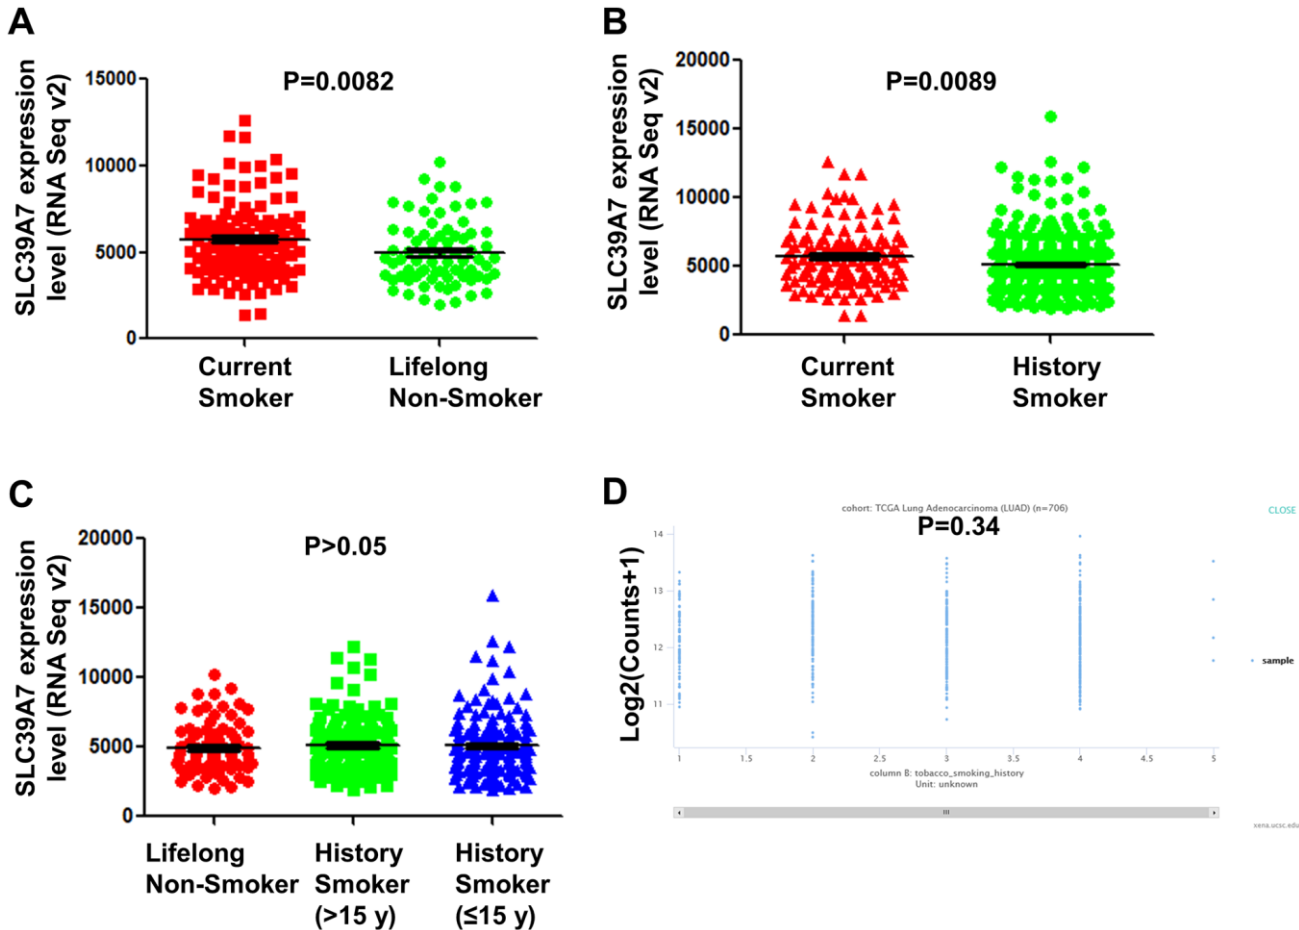 A
SLC39A7 expression
level (RNA Seq v2)
15000
10000
5000
0
P=0.0082
Current
Smoker
Lifelong
Non-Smoker
B
SLC39A7 expression
level (RNA Seq v2)
20000
15000
10000
5000
0
P=0.0089
Current
Smoker
History
Smoker
C
SLC39A7 expression
level (RNA Seq v2)
20000
15000
10000
5000
0
P>0.05
Lifelong
Non-Smoker
History
Smoker
(>15 y)
History
Smoker
(≤15 y)
D
cohort: TCGA Lung Adenocarcinoma (LUAD) (n=706)
CLOSE
P=0.34
Log2(Counts+1)
14
13
12
11
1 1.5 2 2.5 3 3.5 4 4.5 5
sample
column B: tobacco_smoking_history
Unit: unknown
xena.ucsc.edu